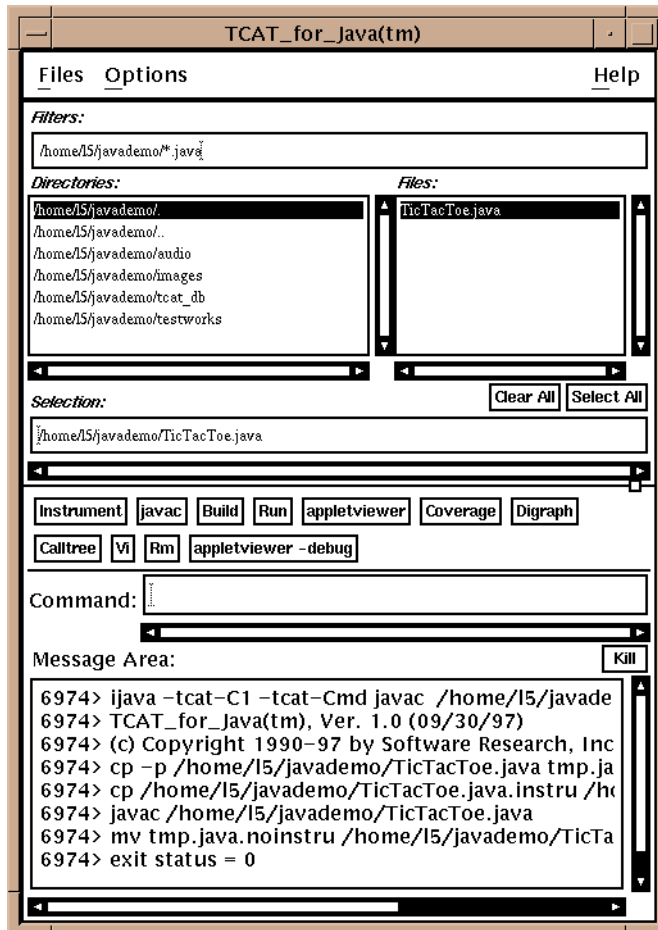 TCAT_for_Java(tm)
Files Options Help
Filters:
/home/l5/javademo/*.java
Directories: Files:
/home/l5/javademo/. TicTacToe.java
/home/l5/javademo/..
/home/l5/javademo/audio
/home/l5/javademo/images
/home/l5/javademo/tcat_db
/home/l5/javademo/testworks
Clear All Select All
Selection:
/home/l5/javademo/TicTacToe.java
Instrument javac Build Run appletviewer Coverage Digraph
Calltree Vi Rm appletviewer -debug
Command:
Message Area: Kill
6974> ijava -tcat-C1 -tcat-Cmd javac /home/l5/javade
6974> TCAT_for_Java(tm), Ver. 1.0 (09/30/97)
6974> (c) Copyright 1990-97 by Software Research, Inc
6974> cp -p /home/l5/javademo/TicTacToe.java tmp.ja
6974> cp /home/l5/javademo/TicTacToe.java.instru /ho
6974> javac /home/l5/javademo/TicTacToe.java
6974> mv tmp.java.noinstru /home/l5/javademo/TicTa
6974> exit status = 0